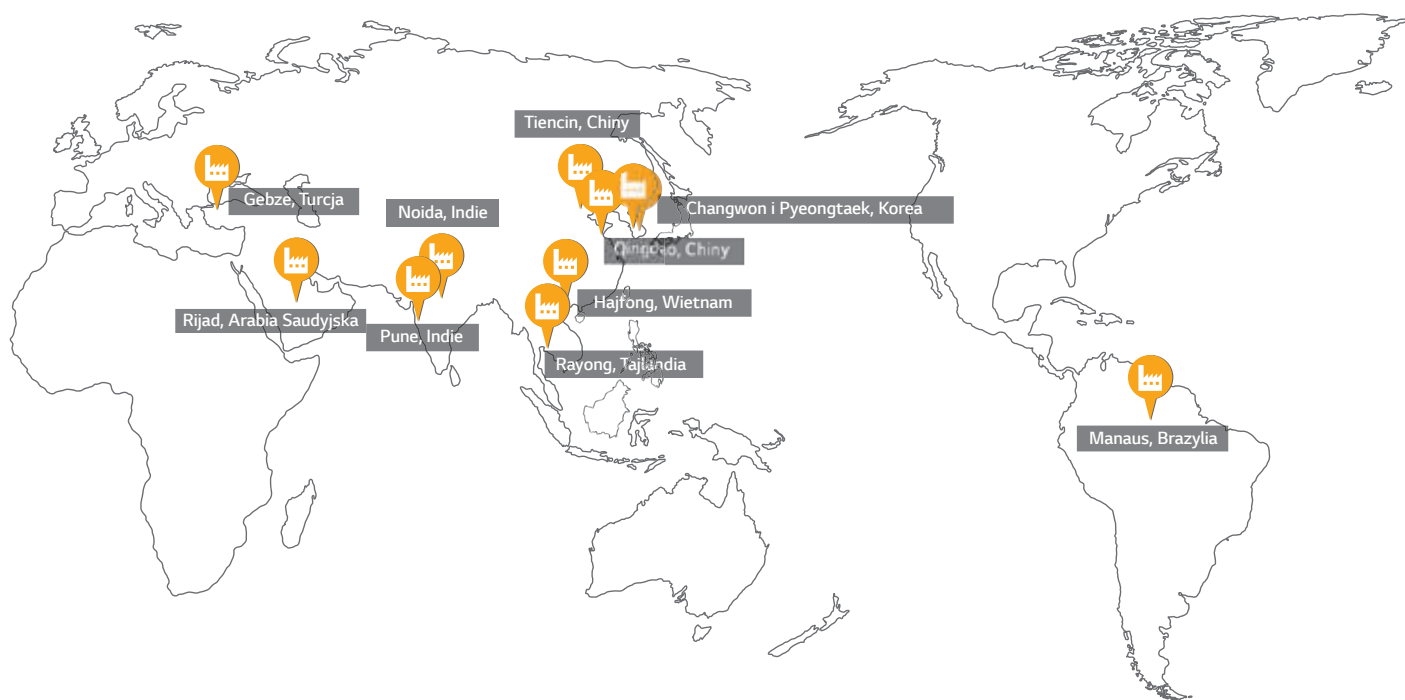 Tiencin, Chiny
Gebze, Turcja
Changwon i Pyeongtaek, Korea
Noida, Indie
Qingdao, Chiny
Hajfong, Wietnam
Rijad, Arabia Saudyjska
Pune, Indie
Rayong, Tajlandia
Manaus, Brazylia